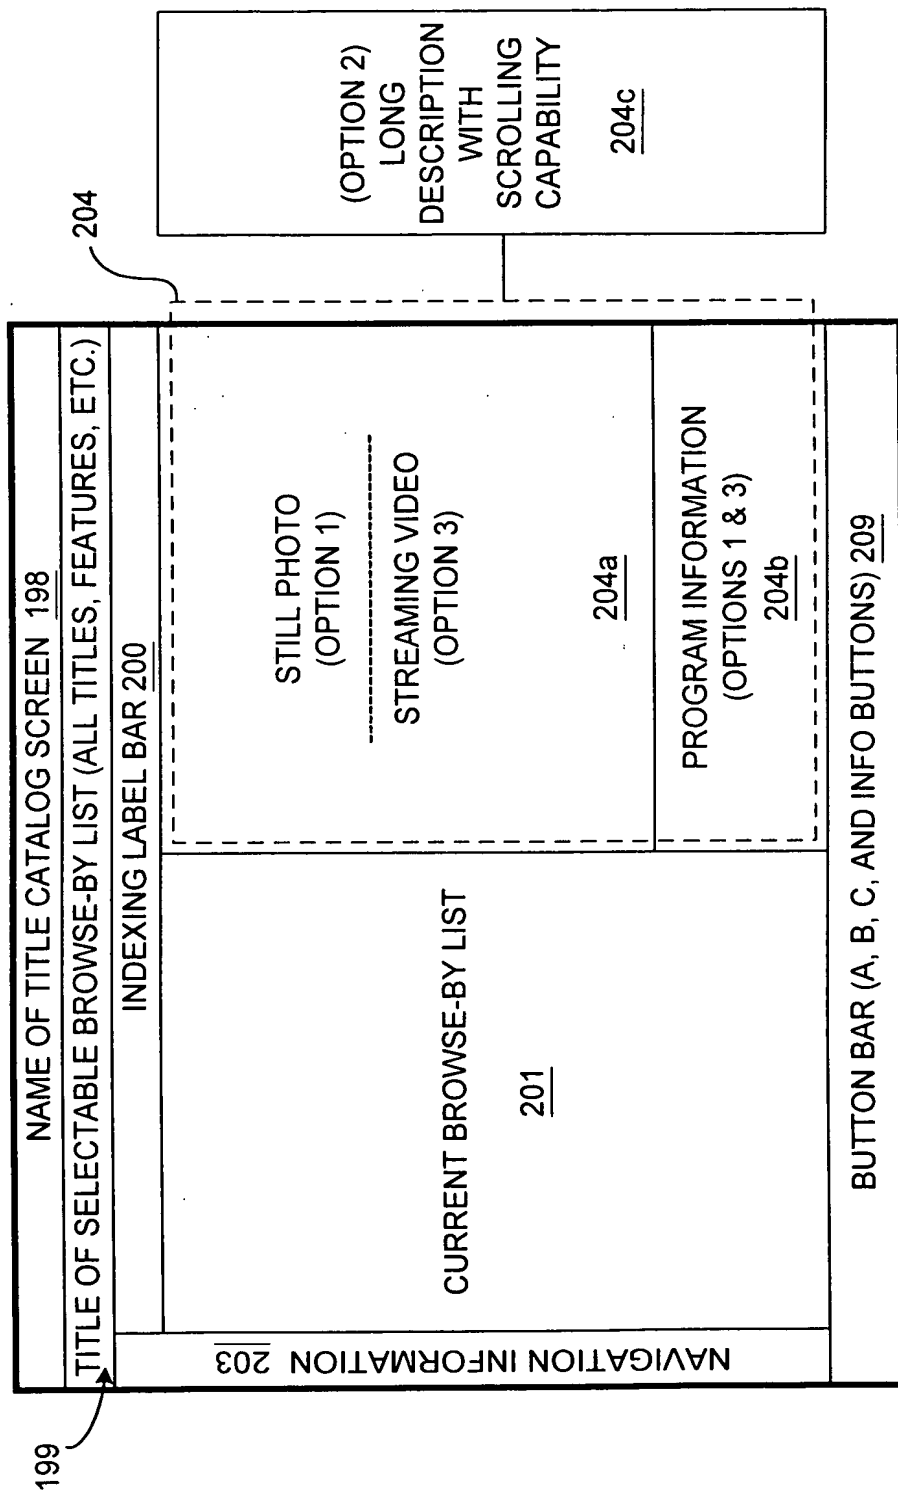 NAME OF TITLE CATALOG SCREEN 198
199
TITLE OF SELECTABLE BROWSE-BY LIST (ALL TITLES, FEATURES, ETC.)
INDEXING LABEL BAR 200
204
NAVIGATION INFORMATION 203
CURRENT BROWSE-BY LIST
201
STILL PHOTO
(OPTION 1)
STREAMING VIDEO
(OPTION 3)
204a
PROGRAM INFORMATION
(OPTIONS 1 & 3)
204b
(OPTION 2)
LONG
DESCRIPTION
WITH
SCROLLING
CAPABILITY
204c
BUTTON BAR (A, B, C, AND INFO BUTTONS) 209